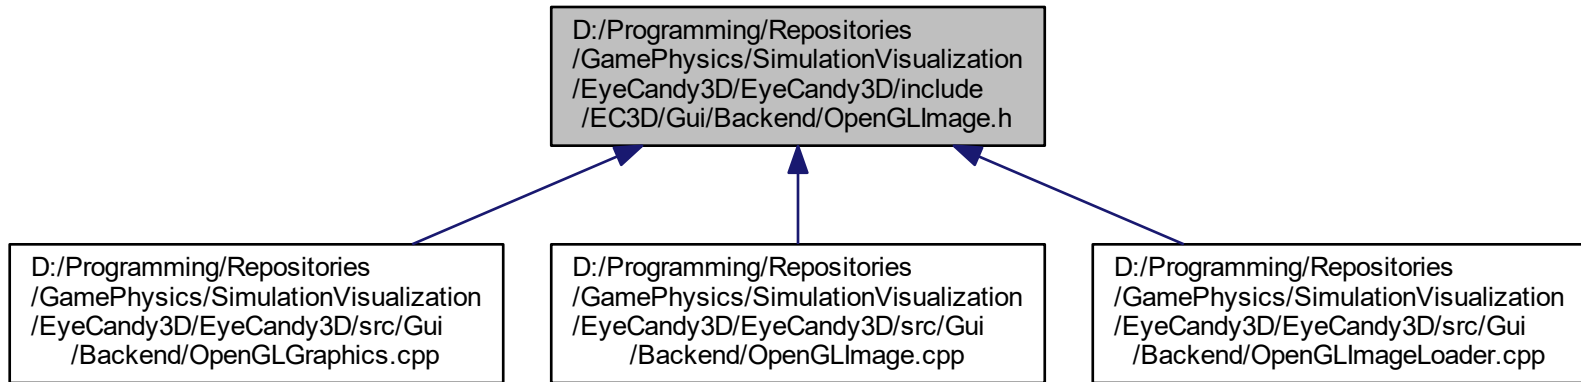 D:/Programming/Repositories
/GamePhysics/SimulationVisualization
/EyeCandy3D/EyeCandy3D/include
/EC3D/Gui/Backend/OpenGLImage.h
D:/Programming/Repositories
/GamePhysics/SimulationVisualization
/EyeCandy3D/EyeCandy3D/src/Gui
/Backend/OpenGLGraphics.cpp
D:/Programming/Repositories
/GamePhysics/SimulationVisualization
/EyeCandy3D/EyeCandy3D/src/Gui
/Backend/OpenGLImage.cpp
D:/Programming/Repositories
/GamePhysics/SimulationVisualization
/EyeCandy3D/EyeCandy3D/src/Gui
/Backend/OpenGLImageLoader.cpp